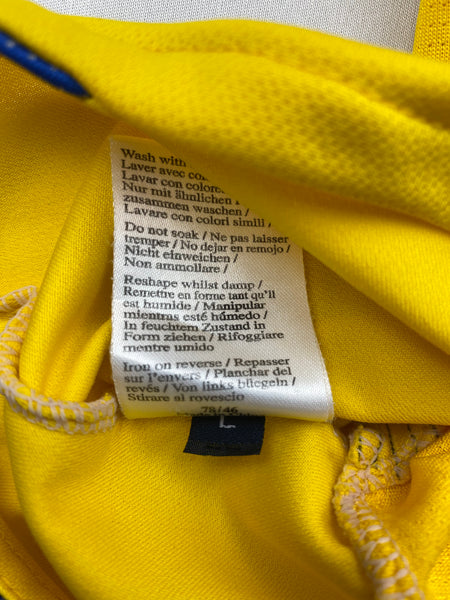 Wash with
Laver avec
Lavar con
Nur mit ähnlichen
zusammen waschen /
Lavare con colori simili /
Do not soak / Ne pas laisser
tremper / No dejar en remojo /
Nicht einweichen /
Non ammollare /
Reshape whilst damp /
Remettre en forme tant qu'il
est humide / Manipular
mientras esté húmedo /
In feuchtem Zustand in
Form ziehen / Rifoggiare
mentre umido
Iron on reverse / Repasser
sur l'envers / Planchar del
revés / Von links bügeln /
Stirare al rovescio
78/46
L